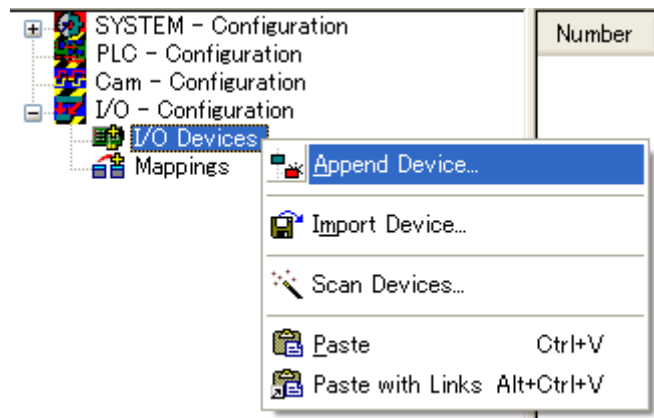 SYSTEM - Configuration
Number
PLC - Configuration
Cam - Configuration
I/O - Configuration
I/O Devices
Mappings
Append Device...
Import Device...
Scan Devices...
Paste Ctrl+V
Paste with Links Alt+Ctrl+V